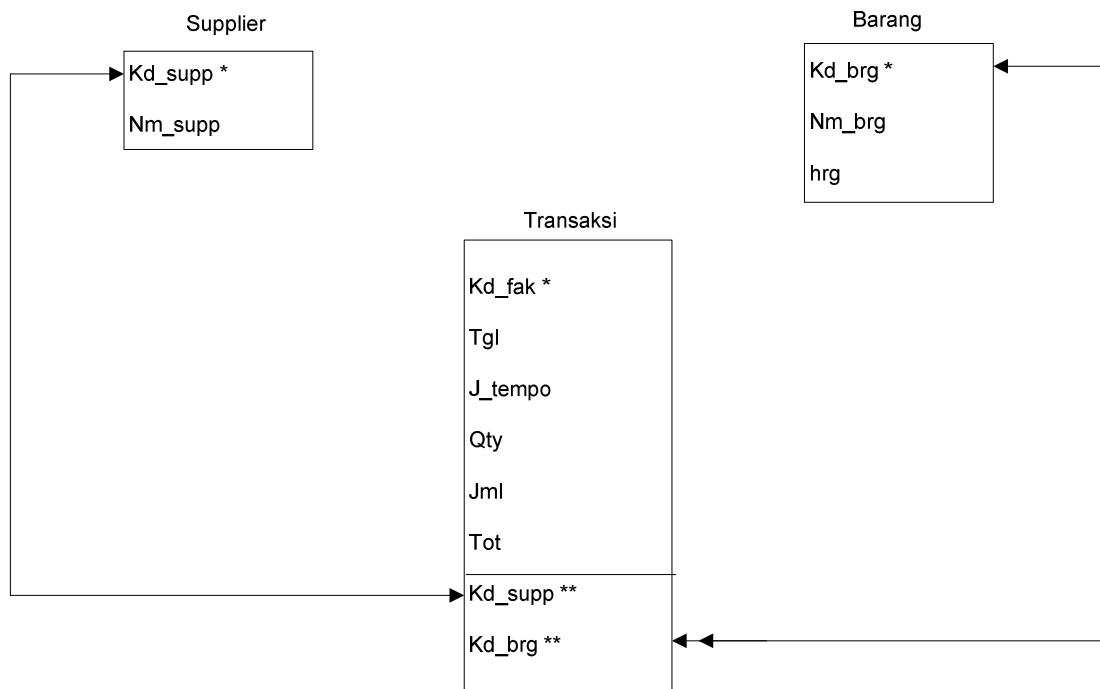 Supplier
Kd_supp *
Nm_supp
Barang
Kd_brg *
Nm_brg
hrg
Transaksi
Kd_fak *
Tgl
J_tempo
Qty
Jml
Tot
Kd_supp **
Kd_brg **